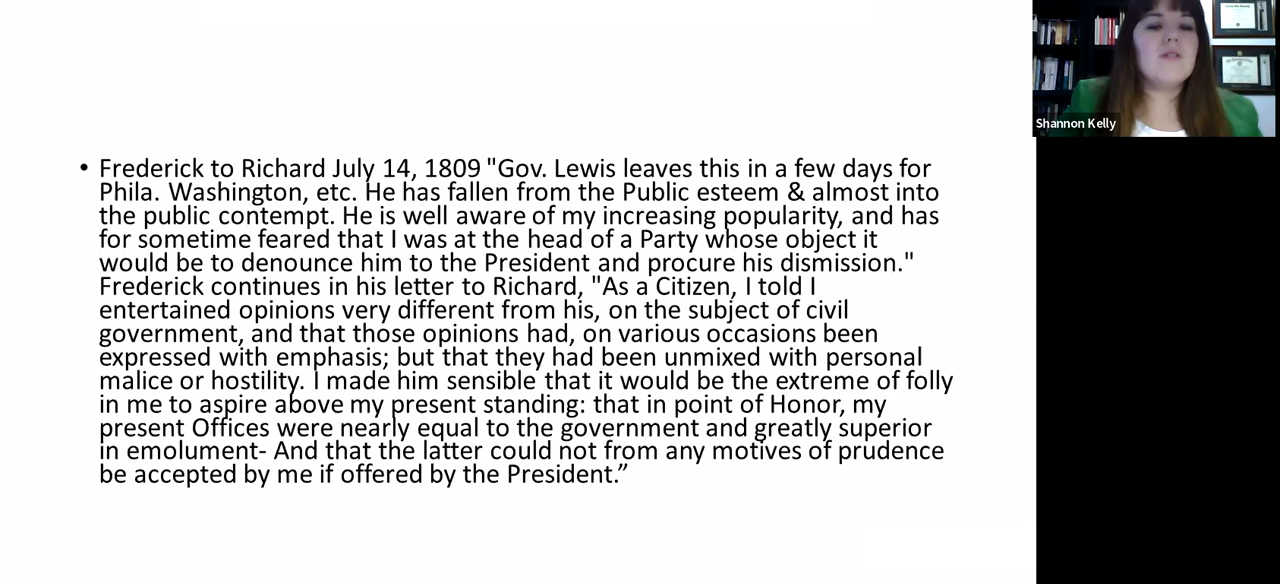 • Frederick to Richard July 14, 1809 "Gov. Lewis leaves this in a few days for
Phila. Washington, etc. He has fallen from the Public esteem & almost into
the public contempt. He is well aware of my increasing popularity, and has
for sometime feared that I was at the head of a Party whose object it
would be to denounce him to the President and procure his dismission."
Frederick continues in his letter to Richard, "As a Citizen, I told I
entertained opinions very different from his, on the subject of civil
government, and that those opinions had, on various occasions been
expressed with emphasis; but that they had been unmixed with personal
malice or hostility. I made him sensible that it would be the extreme of folly
in me to aspire above my present standing: that in point of Honor, my
present Offices were nearly equal to the government and greatly superior
in emolument- And that the latter could not from any motives of prudence
be accepted by me if offered by the President.”
Shannon Kelly